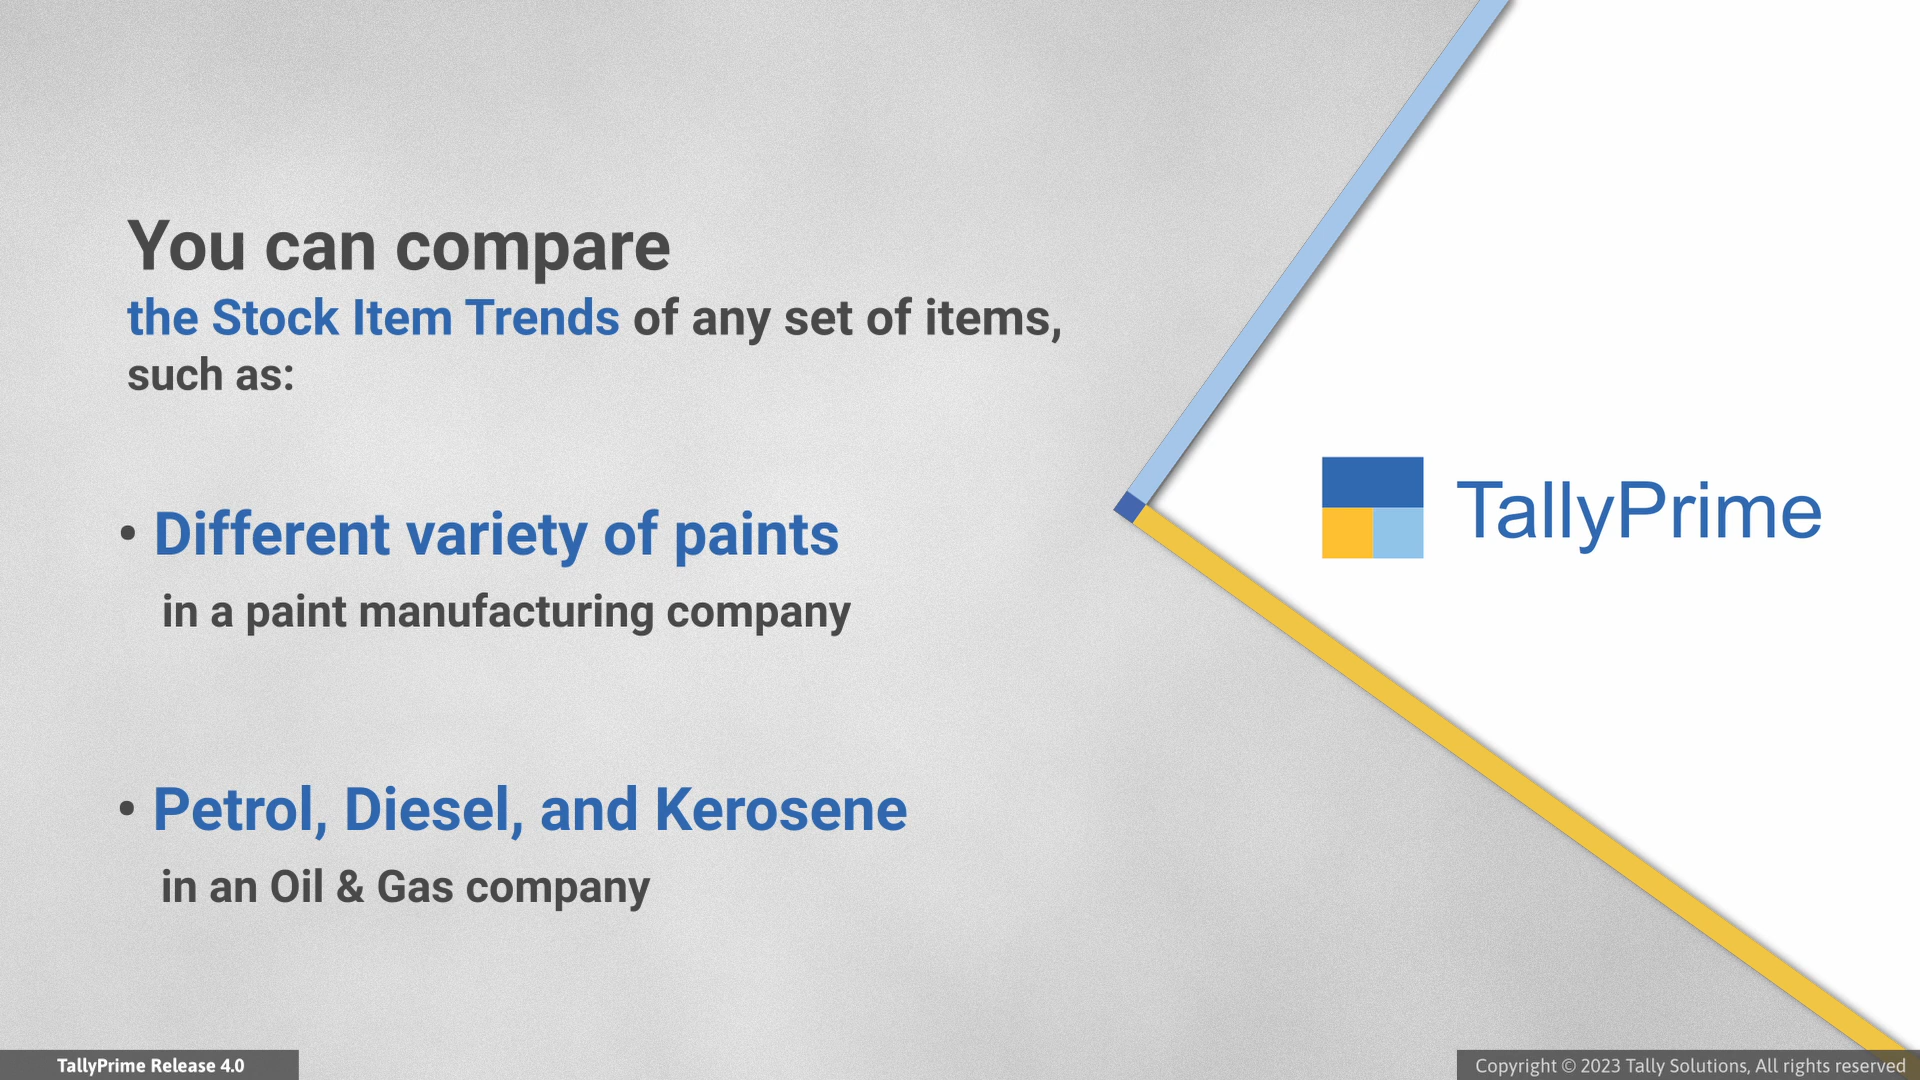 You can compare
the Stock Item Trends of any set of items,
such as:
• Different variety of paints
in a paint manufacturing company
• Petrol, Diesel, and Kerosene
in an Oil & Gas company
TallyPrime
TallyPrime Release 4.0
Copyright © 2023 Tally Solutions, All rights reserved